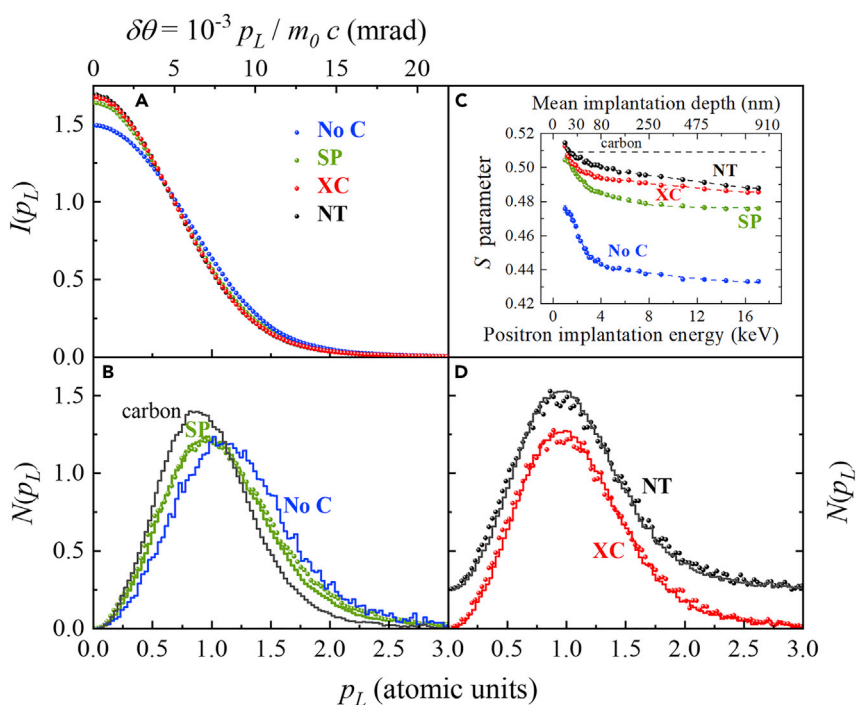 δθ = 10⁻³ p_L / m₀ c (mrad)
0 5 10 15 20
A
1.5
1.0
0.5
0.0
I(p_L)
No C
SP
XC
NT
C
Mean implantation depth (nm)
0 30 80 250 475 910
0.52
0.50
0.48
0.46
0.44
0.42
S parameter
carbon
NT
XC
SP
No C
0 4 8 12 16
Positron implantation energy (keV)
B
1.5
1.0
0.5
0.0
N(p_L)
carbon
SP
No C
0.0 0.5 1.0 1.5 2.0 2.5 3.0
D
NT
XC
N(p_L)
0.5 1.0 1.5 2.0 2.5 3.0
p_L (atomic units)